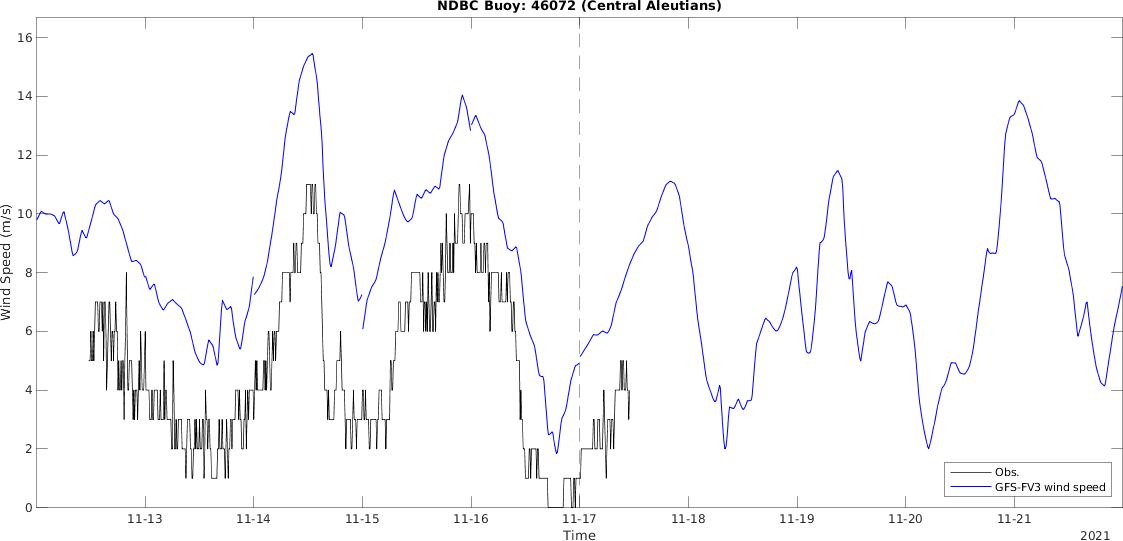 NDBC Buoy: 46072 (Central Aleutians)
16
14
12
10
8
6
4
2
0
Wind Speed (m/s)
Obs.
GFS-FV3 wind speed
11-13 11-14 11-15 11-16 11-17 11-18 11-19 11-20 11-21
Time
2021